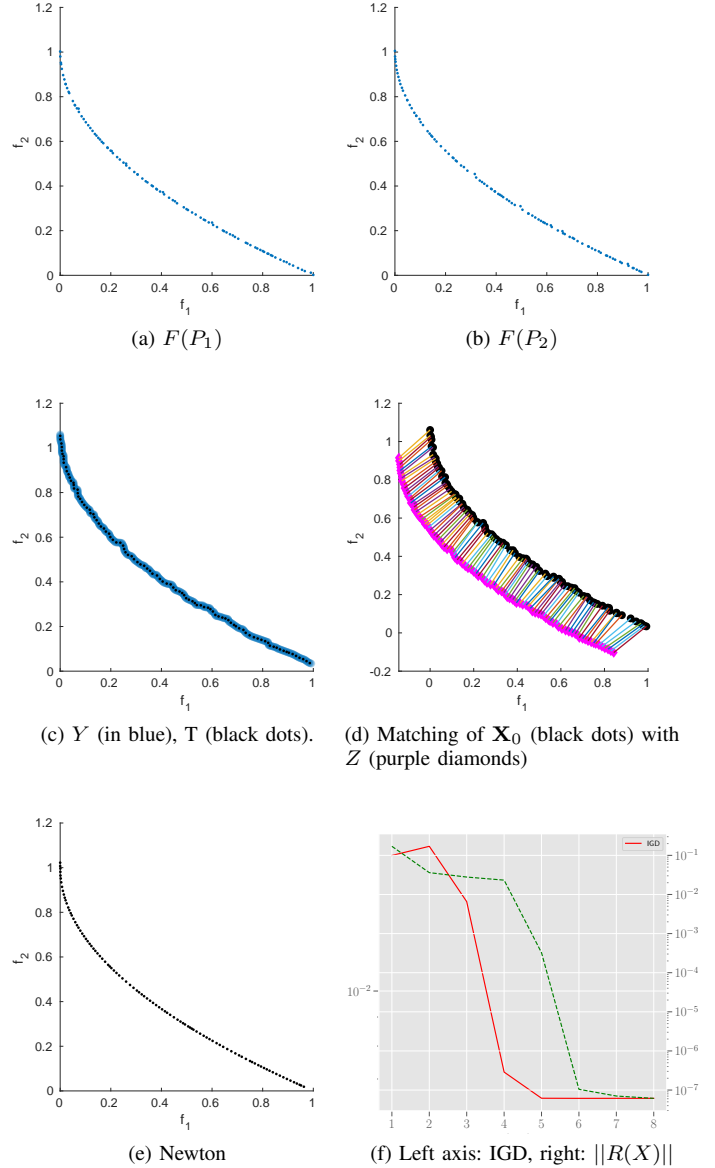 1.2
1
0.8
0.6
0.4
0.2
0
f2
0 0.2 0.4 0.6 0.8 1
f1
(a) F(P1)
1.2
1
0.8
0.6
0.4
0.2
0
f2
0 0.2 0.4 0.6 0.8 1
f1
(b) F(P2)
1.2
1
0.8
0.6
0.4
0.2
0
f2
0 0.2 0.4 0.6 0.8 1
f1
(c) Y (in blue), T (black dots).
1.2
1
0.8
0.6
0.4
0.2
0
-0.2
f2
0 0.2 0.4 0.6 0.8 1
f1
(d) Matching of X0 (black dots) with
Z (purple diamonds)
1.2
1
0.8
0.6
0.4
0.2
0
f2
0 0.2 0.4 0.6 0.8 1
f1
(e) Newton
IGD
10−2
10−1
10−2
10−3
10−4
10−5
10−6
10−7
1 2 3 4 5 6 7 8
(f) Left axis: IGD, right: ||R(X)||